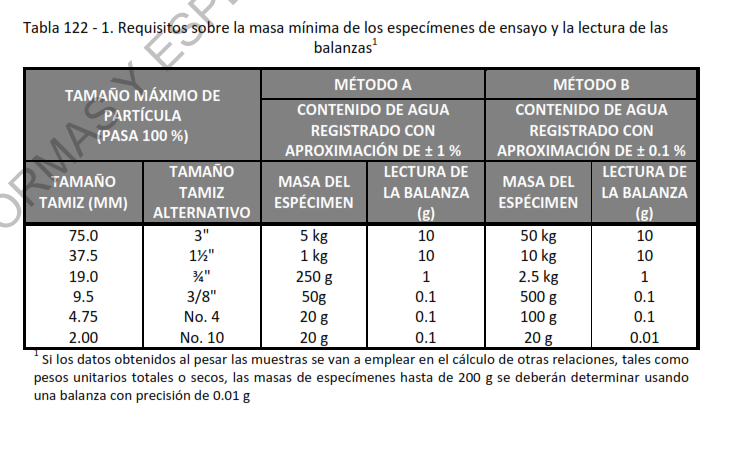 Tabla 122 - 1. Requisitos sobre la masa mínima de los especímenes de ensayo y la lectura de las
balanzas¹
TAMAÑO MÁXIMO DE
PARTÍCULA
(PASA 100 %)
MÉTODO A
MÉTODO B
CONTENIDO DE AGUA
REGISTRADO CON
APROXIMACIÓN DE ± 1 %
CONTENIDO DE AGUA
REGISTRADO CON
APROXIMACIÓN DE ± 0.1 %
TAMAÑO
TAMIZ (MM)
TAMAÑO
TAMIZ
ALTERNATIVO
MASA DEL
ESPÉCIMEN
LECTURA DE
LA BALANZA
(g)
MASA DEL
ESPÉCIMEN
LECTURA DE
LA BALANZA
(g)
75.0 3" 5 kg 10 50 kg 10
37.5 1½" 1 kg 10 10 kg 10
19.0 ¾" 250 g 1 2.5 kg 1
9.5 3/8" 50g 0.1 500 g 0.1
4.75 No. 4 20 g 0.1 100 g 0.1
2.00 No. 10 20 g 0.1 20 g 0.01
¹ Si los datos obtenidos al pesar las muestras se van a emplear en el cálculo de otras relaciones, tales como
pesos unitarios totales o secos, las masas de especímenes hasta de 200 g se deberán determinar usando
una balanza con precisión de 0.01 g